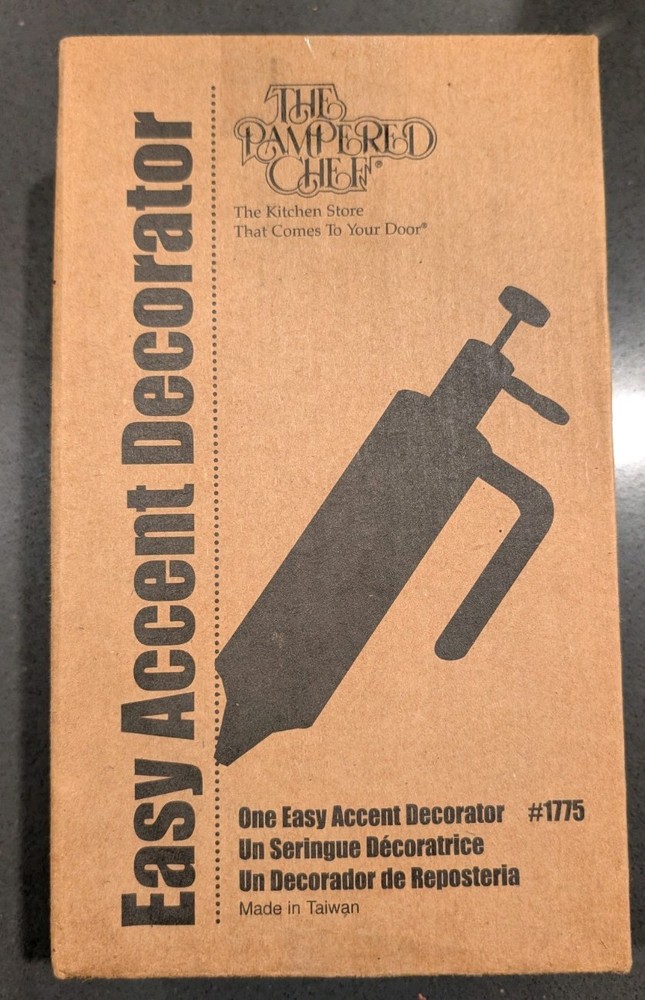 Easy Accent Decorator
THE
PAMPERED
CHEF®
The Kitchen Store
That Comes To Your Door®
One Easy Accent Decorator #1775
Un Seringue Décoratrice
Un Decorador de Reposteria
Made in Taiwan